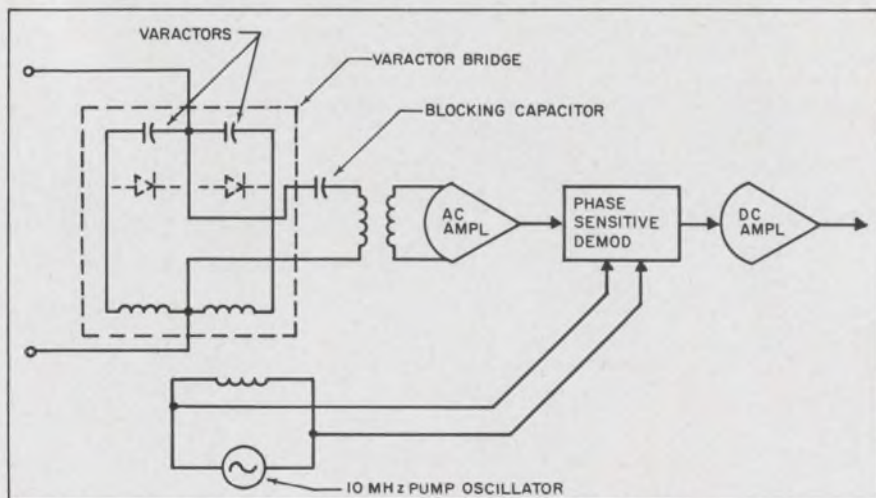 VARACTORS
VARACTOR BRIDGE
BLOCKING CAPACITOR
AC
AMPL
PHASE
SENSITIVE
DEMOD
DC
AMPL
10 MHz PUMP OSCILLATOR